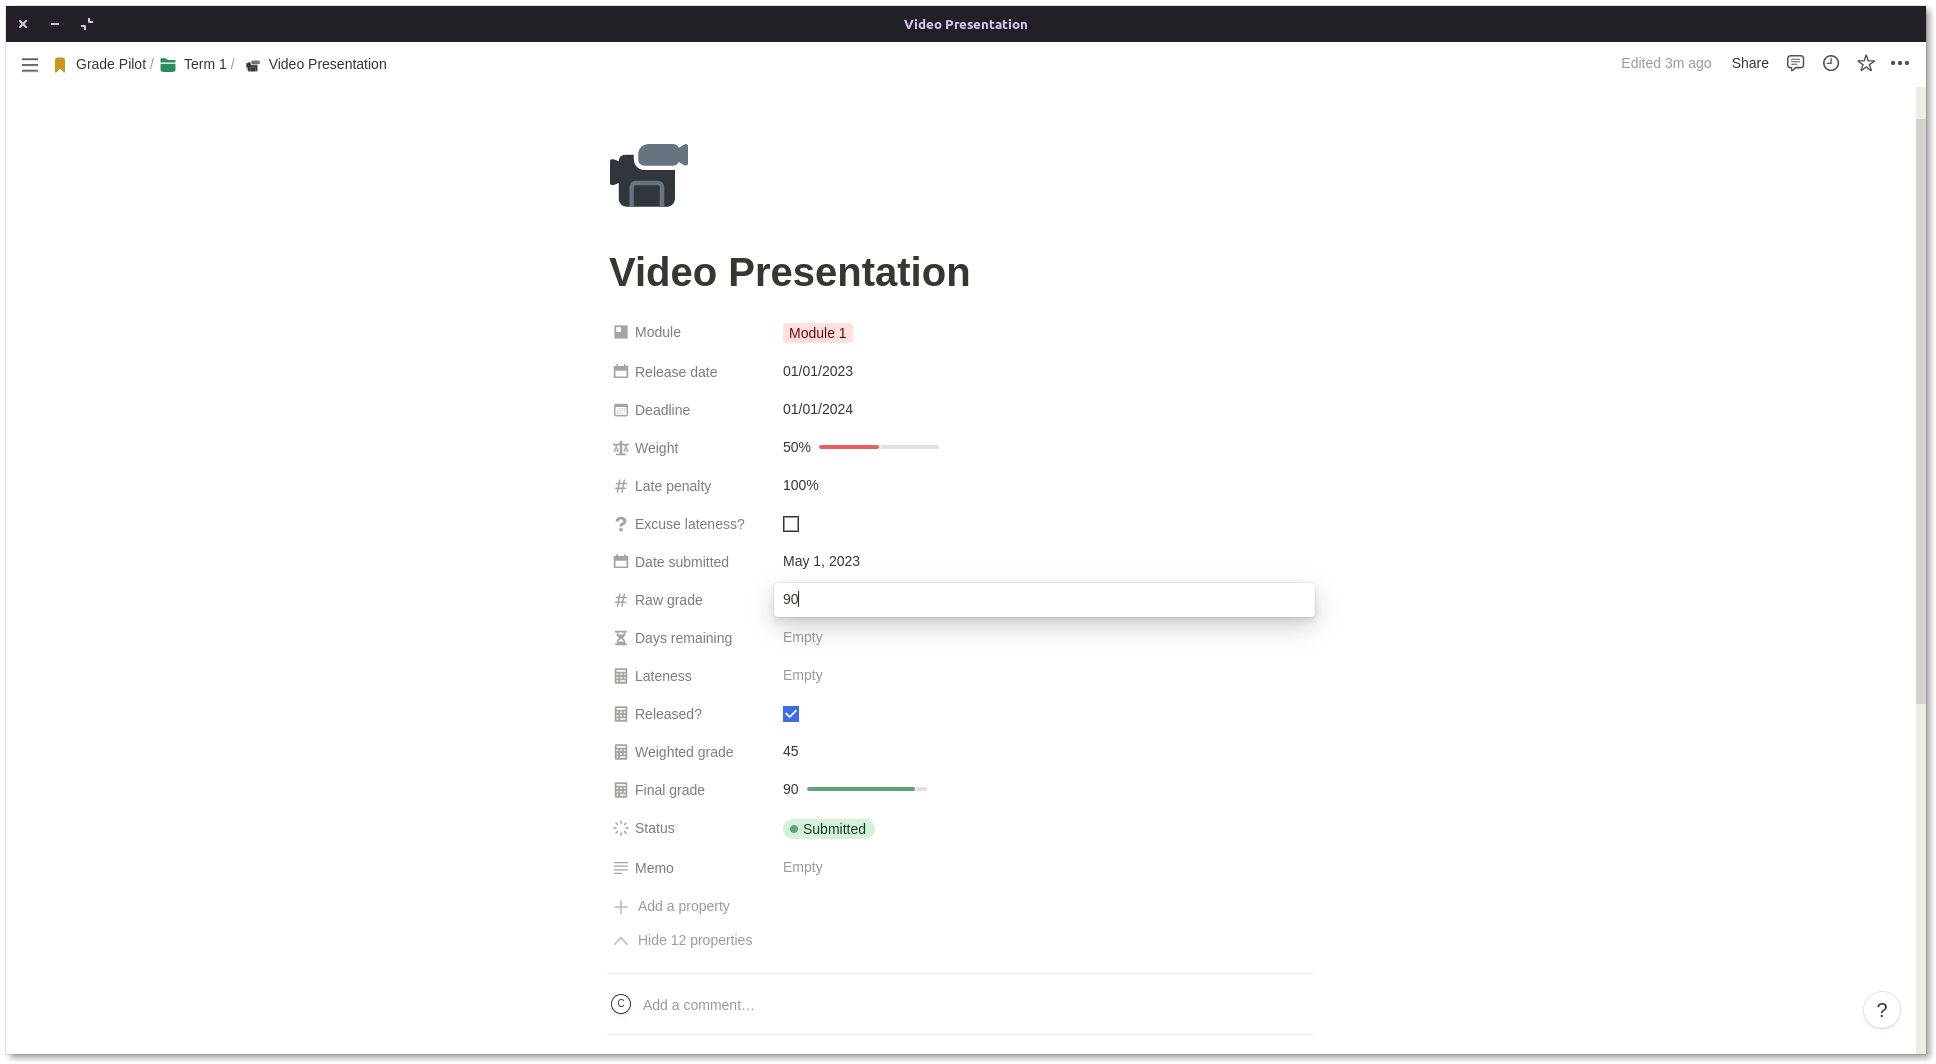 Video Presentation
Grade Pilot / Term 1 / Video Presentation
Edited 3m ago Share
Video Presentation
Module Module 1
Release date 01/01/2023
Deadline 01/01/2024
Weight 50%
Late penalty 100%
Excuse lateness?
Date submitted May 1, 2023
Raw grade 90
Days remaining Empty
Lateness Empty
Released?
Weighted grade 45
Final grade 90
Status Submitted
Memo Empty
Add a property
Hide 12 properties
C Add a comment…
?